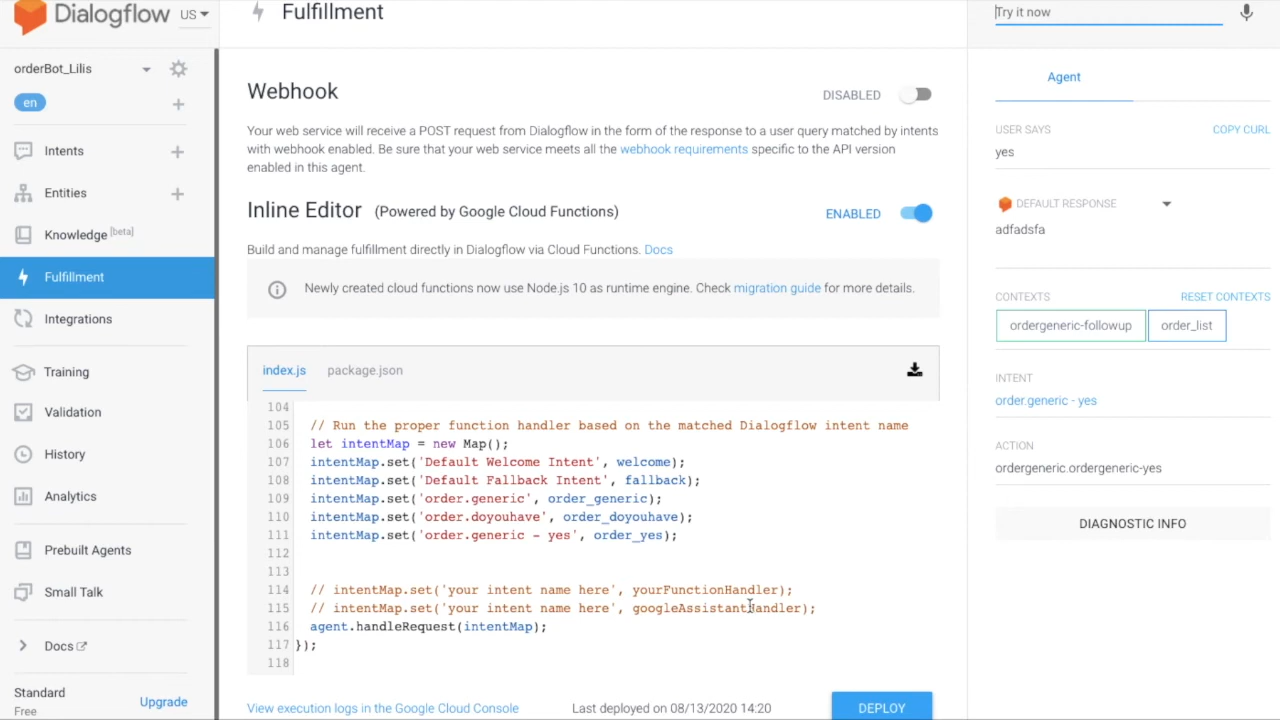 Dialogflow
US
orderBot_Lilis
en
Intents
Entities
Knowledge [beta]
Fulfillment
Integrations
Training
Validation
History
Analytics
Prebuilt Agents
Small Talk
Docs
Standard
Free
Upgrade
Fulfillment
Webhook
DISABLED
Your web service will receive a POST request from Dialogflow in the form of the response to a user query matched by intents
with webhook enabled. Be sure that your web service meets all the webhook requirements specific to the API version
enabled in this agent.
Inline Editor (Powered by Google Cloud Functions)
ENABLED
Build and manage fulfillment directly in Dialogflow via Cloud Functions. Docs
Newly created cloud functions now use Node.js 10 as runtime engine. Check migration guide for more details.
index.js package.json
104
105 // Run the proper function handler based on the matched Dialogflow intent name
106 let intentMap = new Map();
107 intentMap.set('Default Welcome Intent', welcome);
108 intentMap.set('Default Fallback Intent', fallback);
109 intentMap.set('order.generic', order_generic);
110 intentMap.set('order.doyouhave', order_doyouhave);
111 intentMap.set('order.generic - yes', order_yes);
112
113
114 // intentMap.set('your intent name here', yourFunctionHandler);
115 // intentMap.set('your intent name here', googleAssistantHandler);
116 agent.handleRequest(intentMap);
117 });
118
View execution logs in the Google Cloud Console
Last deployed on 08/13/2020 14:20
DEPLOY
Try it now
Agent
USER SAYS
COPY CURL
yes
DEFAULT RESPONSE
adfadsfa
CONTEXTS
RESET CONTEXTS
ordergeneric-followup
order_list
INTENT
order.generic - yes
ACTION
ordergeneric.ordergeneric-yes
DIAGNOSTIC INFO